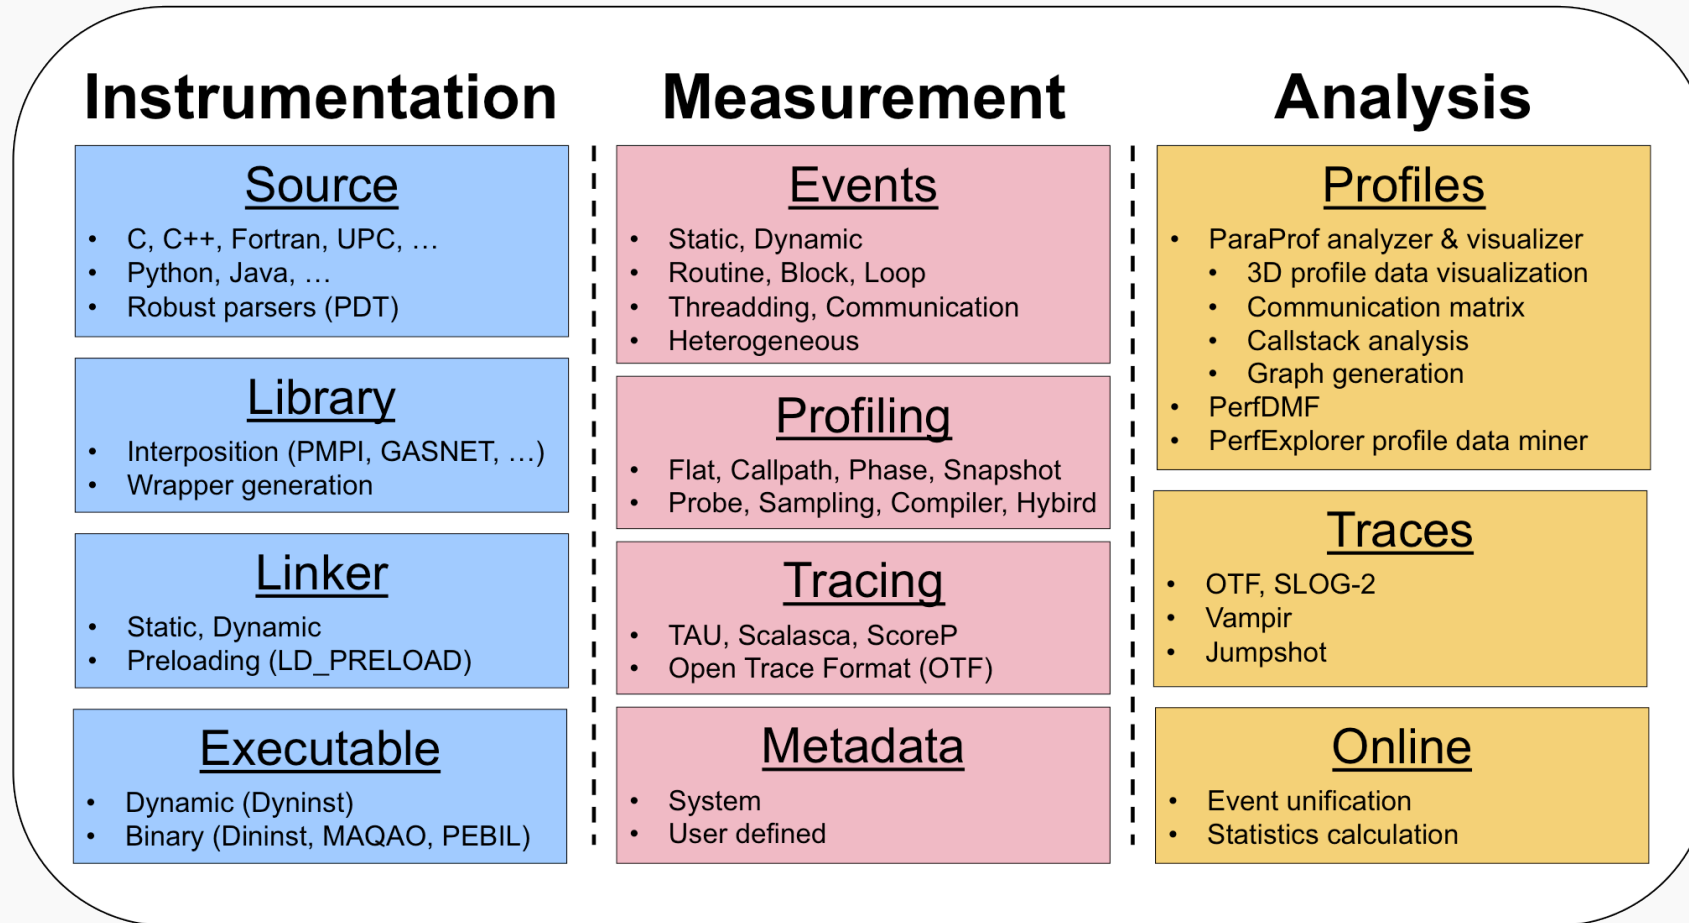 Instrumentation
Source
• C, C++, Fortran, UPC, …
• Python, Java, …
• Robust parsers (PDT)
Library
• Interposition (PMPI, GASNET, …)
• Wrapper generation
Linker
• Static, Dynamic
• Preloading (LD_PRELOAD)
Executable
• Dynamic (Dyninst)
• Binary (Dininst, MAQAO, PEBIL)
Measurement
Events
• Static, Dynamic
• Routine, Block, Loop
• Threadding, Communication
• Heterogeneous
Profiling
• Flat, Callpath, Phase, Snapshot
• Probe, Sampling, Compiler, Hybird
Tracing
• TAU, Scalasca, ScoreP
• Open Trace Format (OTF)
Metadata
• System
• User defined
Analysis
Profiles
• ParaProf analyzer & visualizer
• 3D profile data visualization
• Communication matrix
• Callstack analysis
• Graph generation
• PerfDMF
• PerfExplorer profile data miner
Traces
• OTF, SLOG-2
• Vampir
• Jumpshot
Online
• Event unification
• Statistics calculation